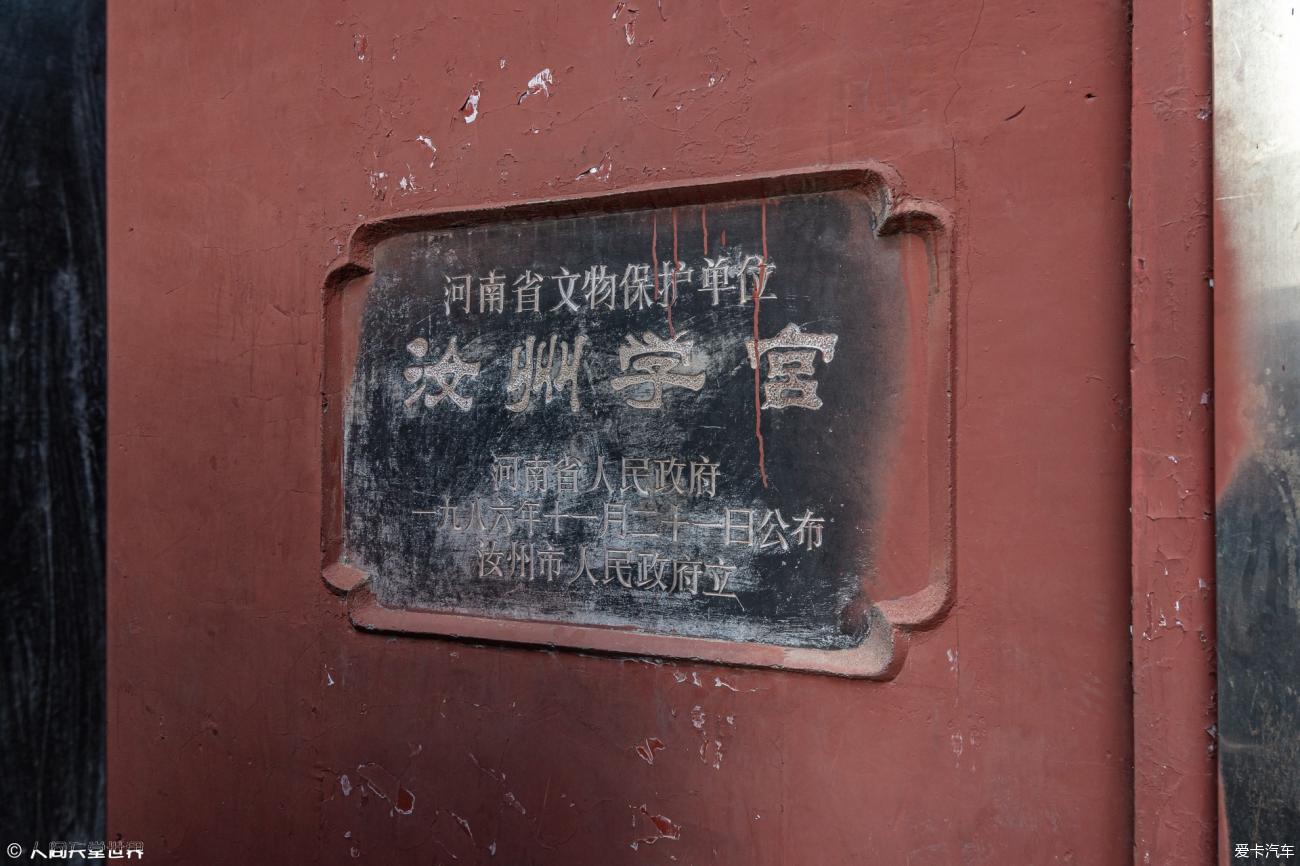 河南省文物保护单位
汝州学宫
河南省人民政府
一九八六年十一月二十一日公布
汝州市人民政府立
© 人间天堂世界
爱卡汽车